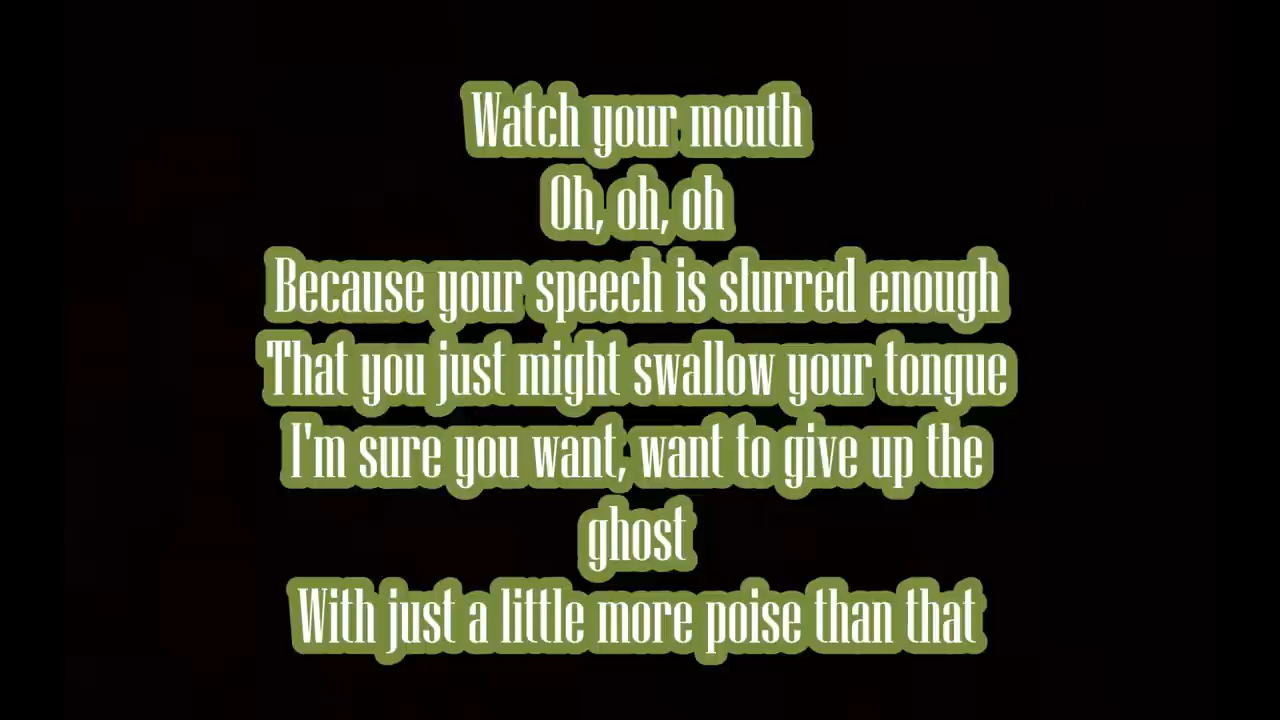 Watch your mouth
Oh, oh, oh
Because your speech is slurred enough
That you just might swallow your tongue
I'm sure you want, want to give up the
ghost
With just a little more poise than that